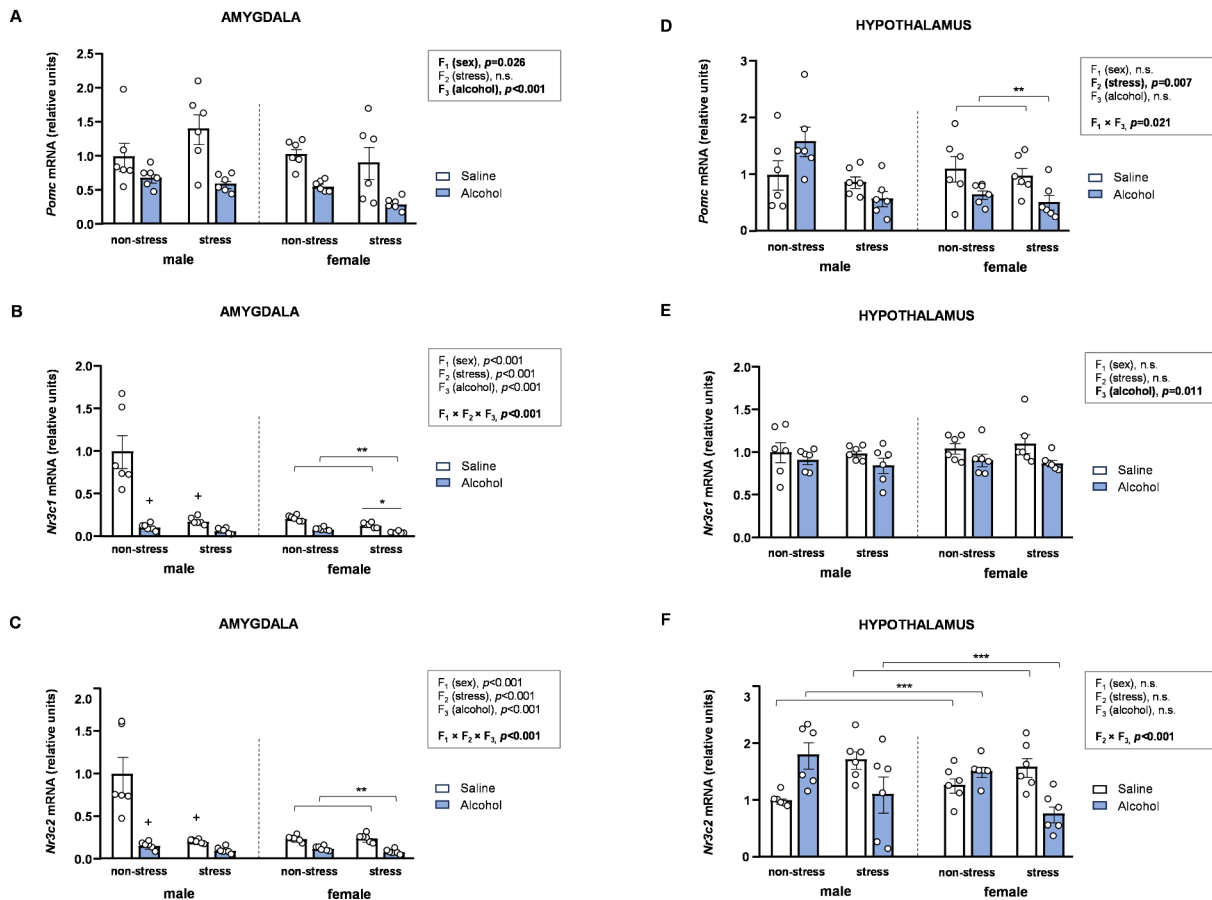 A
AMYGDALA
Pomc mRNA (relative units)
2.5
2.0
1.5
1.0
0.5
0.0
F₁ (sex), p=0.026
F₂ (stress), n.s.
F₃ (alcohol), p<0.001
Saline
Alcohol
non-stress stress non-stress stress
male female
B
AMYGDALA
Nr3c1 mRNA (relative units)
2.0
1.5
1.0
0.5
0.0
F₁ (sex), p<0.001
F₂ (stress), p<0.001
F₃ (alcohol), p<0.001
F₁ × F₂ × F₃, p<0.001
**
*
+ +
Saline
Alcohol
non-stress stress non-stress stress
male female
C
AMYGDALA
Nr3c2 mRNA (relative units)
2.0
1.5
1.0
0.5
0.0
F₁ (sex), p<0.001
F₂ (stress), p<0.001
F₃ (alcohol), p<0.001
F₁ × F₂ × F₃, p<0.001
**
+ +
Saline
Alcohol
non-stress stress non-stress stress
male female
D
HYPOTHALAMUS
Pomc mRNA (relative units)
3
2
1
0
F₁ (sex), n.s.
F₂ (stress), p=0.007
F₃ (alcohol), n.s.
F₁ × F₃, p=0.021
**
Saline
Alcohol
non-stress stress non-stress stress
male female
E
HYPOTHALAMUS
Nr3c1 mRNA (relative units)
2.0
1.5
1.0
0.5
0.0
F₁ (sex), n.s.
F₂ (stress), n.s.
F₃ (alcohol), p=0.011
Saline
Alcohol
non-stress stress non-stress stress
male female
F
HYPOTHALAMUS
Nr3c2 mRNA (relative units)
3
2
1
0
***
***
F₁ (sex), n.s.
F₂ (stress), n.s.
F₃ (alcohol), n.s.
F₂ × F₃, p<0.001
Saline
Alcohol
non-stress stress non-stress stress
male female